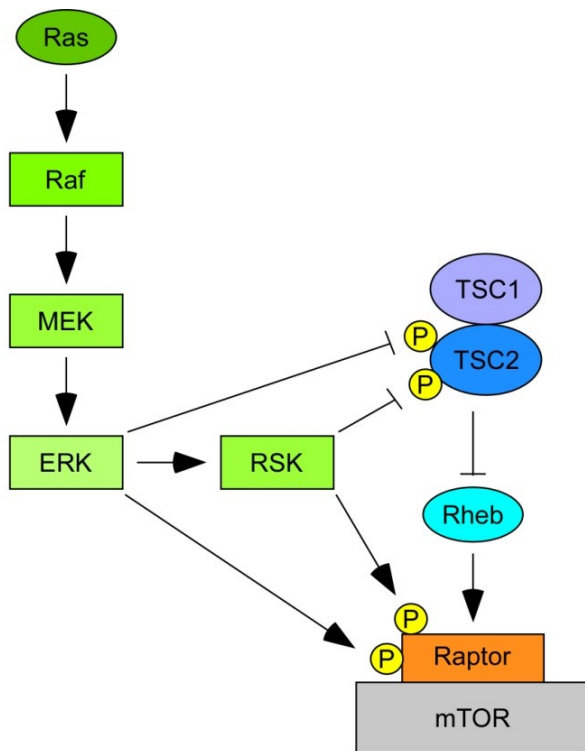 Ras
Raf
MEK
TSC1
P
TSC2
P
ERK
RSK
Rheb
P
P
Raptor
mTOR